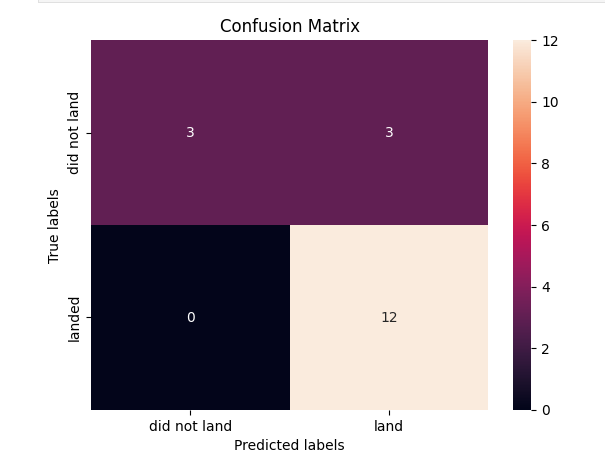 Confusion Matrix
True labels
did not land
landed
3
3
0
12
did not land
land
Predicted labels
12
10
8
6
4
2
0